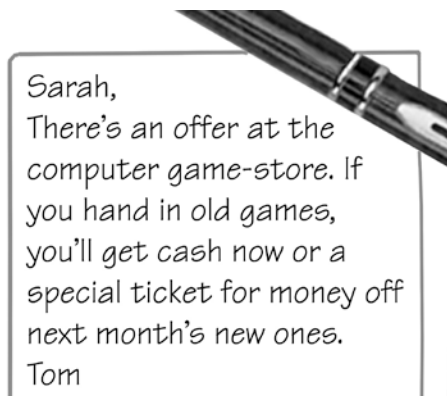 Sarah,
There's an offer at the
computer game-store. If
you hand in old games,
you'll get cash now or a
special ticket for money off
next month's new ones.
Tom